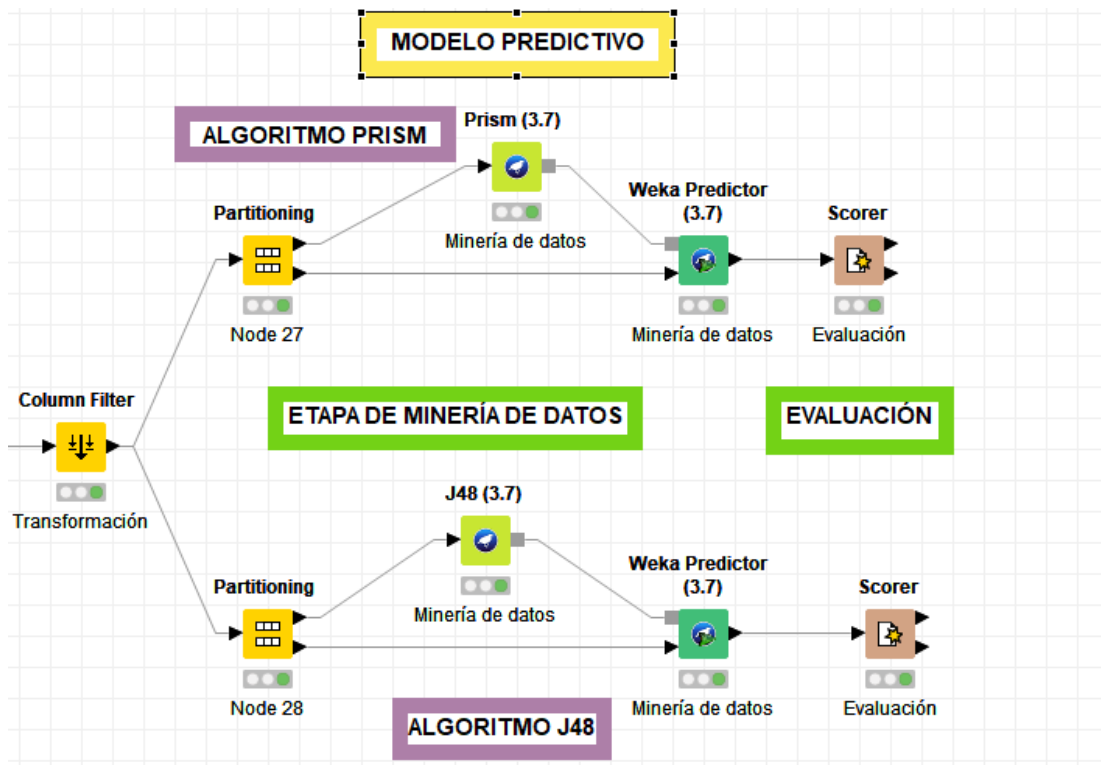 MODELO PREDICTIVO
ALGORITMO PRISM
Prism (3.7)
Minería de datos
Partitioning
Node 27
Weka Predictor
(3.7)
Minería de datos
Scorer
Evaluación
Column Filter
Transformación
ETAPA DE MINERÍA DE DATOS
EVALUACIÓN
J48 (3.7)
Minería de datos
Partitioning
Node 28
Weka Predictor
(3.7)
Minería de datos
Scorer
Evaluación
ALGORITMO J48